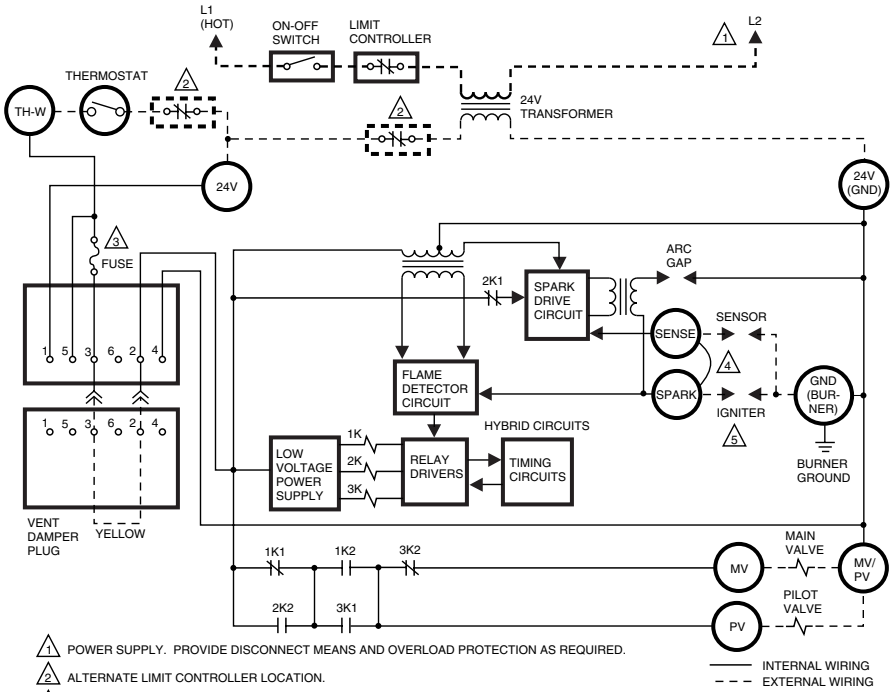 L1
(HOT)
ON-OFF
SWITCH
LIMIT
CONTROLLER
1
L2
THERMOSTAT
2
TH-W
2
24V
TRANSFORMER
24V
24V
(GND)
3
FUSE
2K1
SPARK
DRIVE
CIRCUIT
ARC
GAP
SENSE
SENSOR
1 5 3 6 2 4
4
FLAME
DETECTOR
CIRCUIT
SPARK
IGNITER
GND
(BUR-
NER)
5
1 5 3 6 2 4
HYBRID CIRCUITS
LOW
VOLTAGE
POWER
SUPPLY
1K
2K
3K
RELAY
DRIVERS
TIMING
CIRCUITS
BURNER
GROUND
VENT
DAMPER
PLUG
YELLOW
1K1
1K2
3K2
MV
MAIN
VALVE
MV/
PV
2K2
3K1
PV
PILOT
VALVE
1 POWER SUPPLY. PROVIDE DISCONNECT MEANS AND OVERLOAD PROTECTION AS REQUIRED.
2 ALTERNATE LIMIT CONTROLLER LOCATION.
INTERNAL WIRING
EXTERNAL WIRING